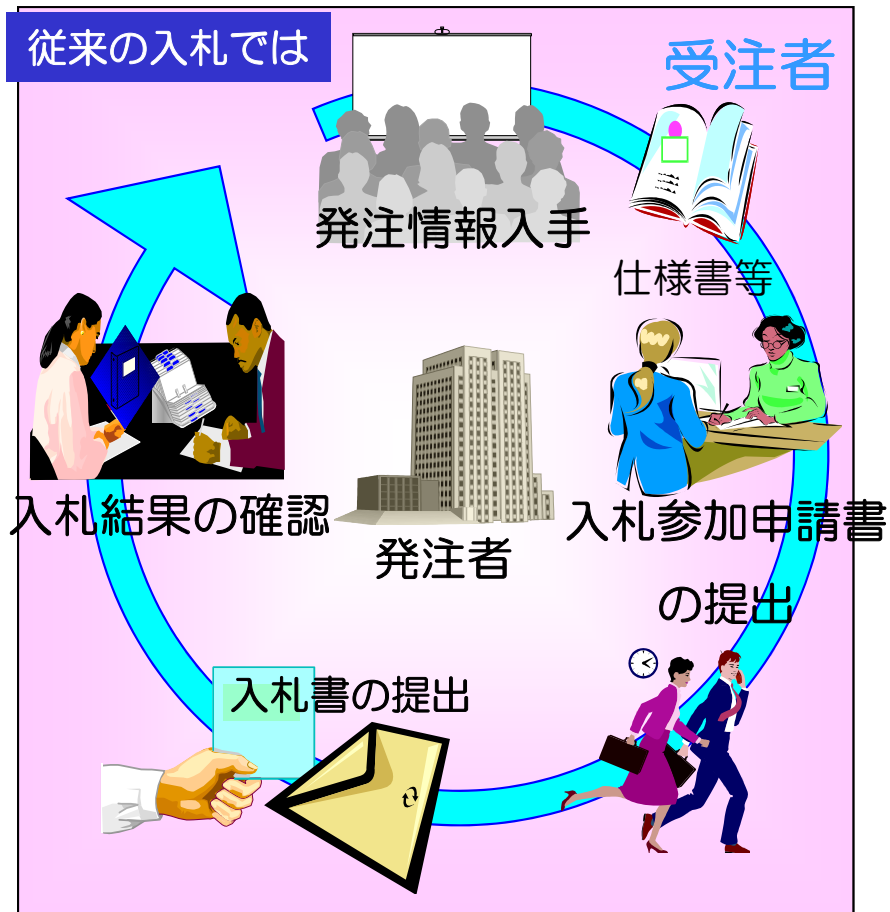 従来の入札では
受注者
発注情報入手
仕様書等
入札結果の確認
発注者
入札参加申請書
の提出
入札書の提出